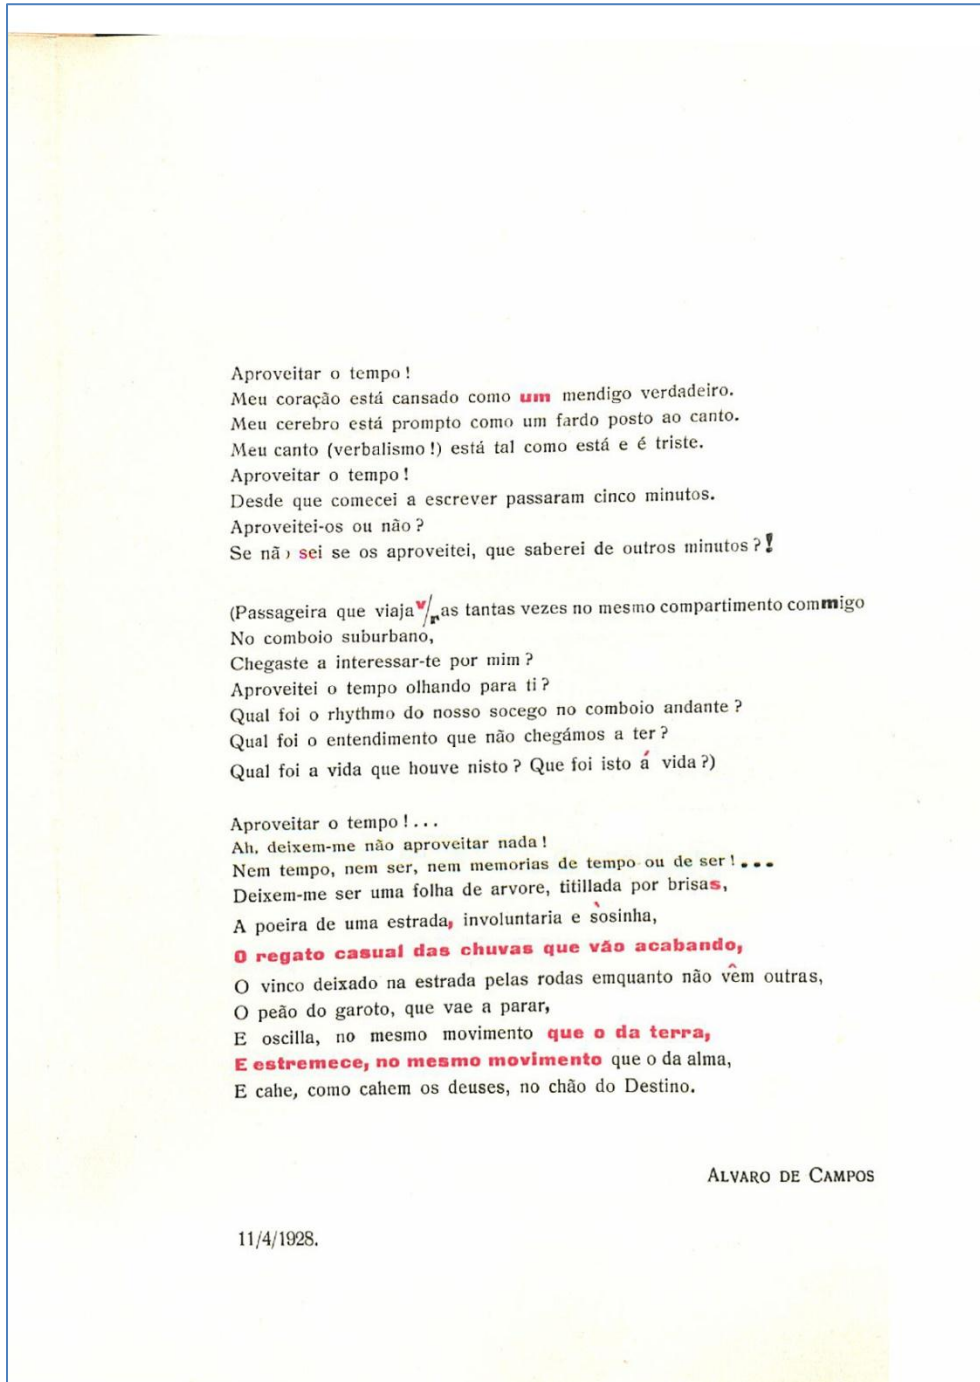 Aproveitar o tempo !
Meu coração está cansado como um mendigo verdadeiro.
Meu cerebro está prompto como um fardo posto ao canto.
Meu canto (verbalismo !) está tal como está e é triste.
Aproveitar o tempo !
Desde que comecei a escrever passaram cinco minutos.
Aproveitei-os ou não ?
Se nã› sei se os aproveitei, que saberei de outros minutos ? !
(Passageira que viaja v/r as tantas vezes no mesmo compartimento commigo
No comboio suburbano,
Chegaste a interessar-te por mim ?
Aproveitei o tempo olhando para ti ?
Qual foi o rhythmo do nosso socego no comboio andante ?
Qual foi o entendimento que não chegámos a ter ?
Qual foi a vida que houve nisto ? Que foi isto á vida ?)
Aproveitar o tempo ! . . .
Ah, deixem-me não aproveitar nada !
Nem tempo, nem ser, nem memorias de tempo ou de ser ! . . .
Deixem-me ser uma folha de arvore, titillada por brisas,
A poeira de uma estrada, involuntaria e sòsinha,
O regato casual das chuvas que vão acabando,
O vinco deixado na estrada pelas rodas emquanto não vêm outras,
O peão do garoto, que vae a parar,
E oscilla, no mesmo movimento que o da terra,
E estremece, no mesmo movimento que o da alma,
E cahe, como cahem os deuses, no chão do Destino.
ALVARO DE CAMPOS
11/4/1928.